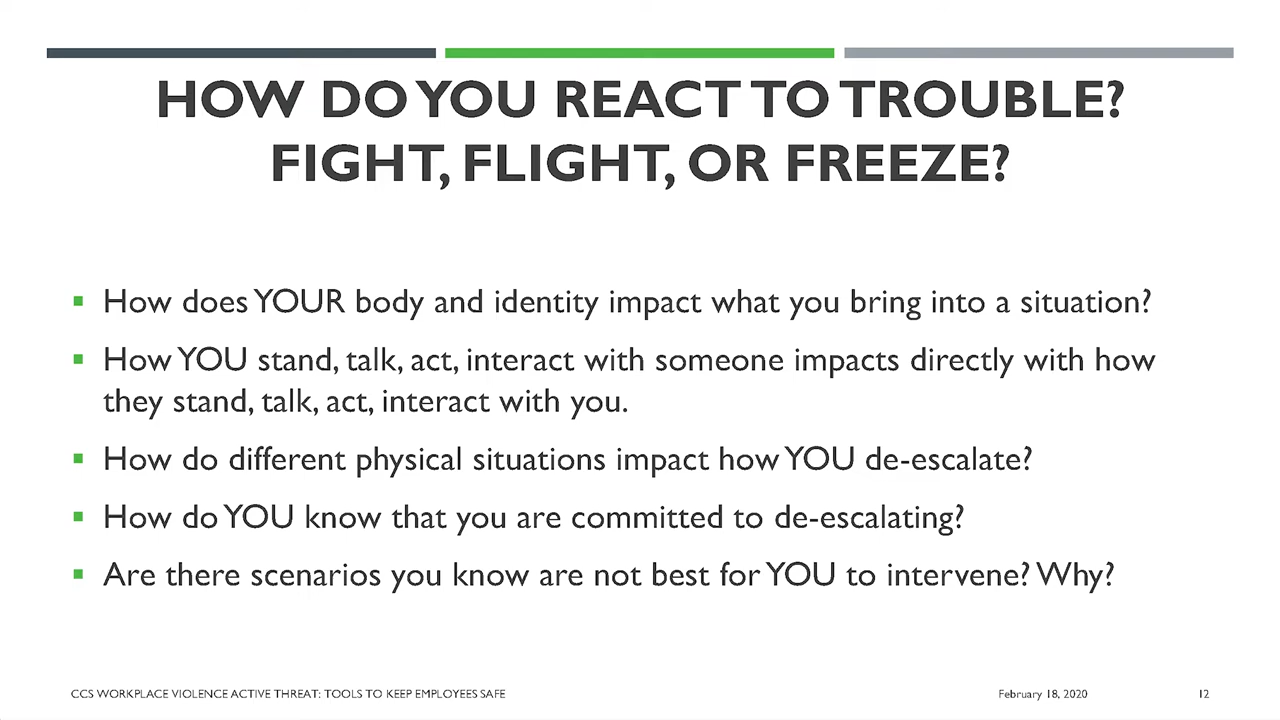 HOW DO YOU REACT TO TROUBLE?
FIGHT, FLIGHT, OR FREEZE?
▪ How does YOUR body and identity impact what you bring into a situation?
▪ How YOU stand, talk, act, interact with someone impacts directly with how
they stand, talk, act, interact with you.
▪ How do different physical situations impact how YOU de-escalate?
▪ How do YOU know that you are committed to de-escalating?
▪ Are there scenarios you know are not best for YOU to intervene? Why?
CCS WORKPLACE VIOLENCE ACTIVE THREAT: TOOLS TO KEEP EMPLOYEES SAFE
February 18, 2020
12